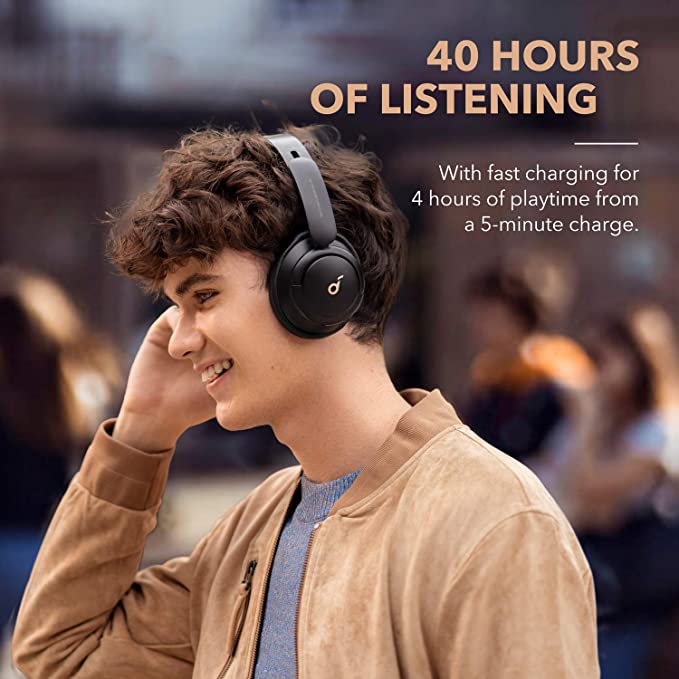 40 HOURS
OF LISTENING
With fast charging for
4 hours of playtime from
a 5-minute charge.